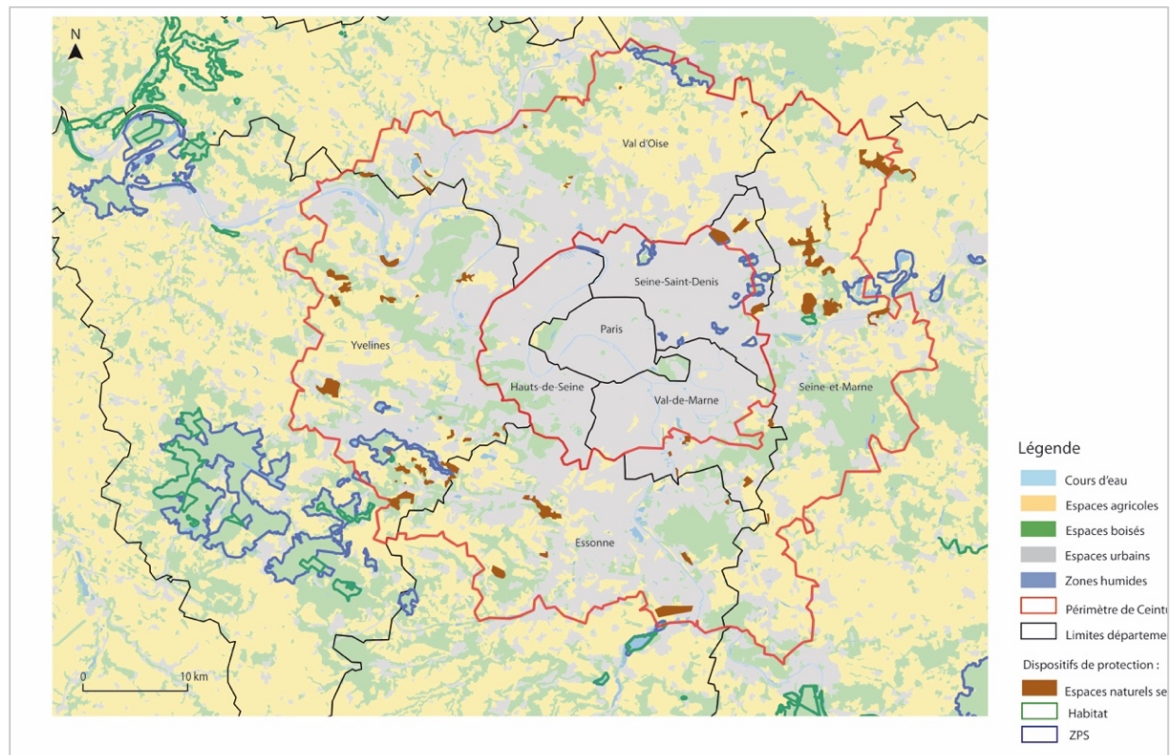 N
Val d'Oise
Seine-Saint-Denis
Paris
Yvelines
Hauts-de-Seine
Val-de-Marne
Seine-et-Marne
Essonne
0 10 km
Légende
Cours d'eau
Espaces agricoles
Espaces boisés
Espaces urbains
Zones humides
Périmètre de Ceintu
Limites départeme
Dispositifs de protection :
Espaces naturels se
Habitat
ZPS